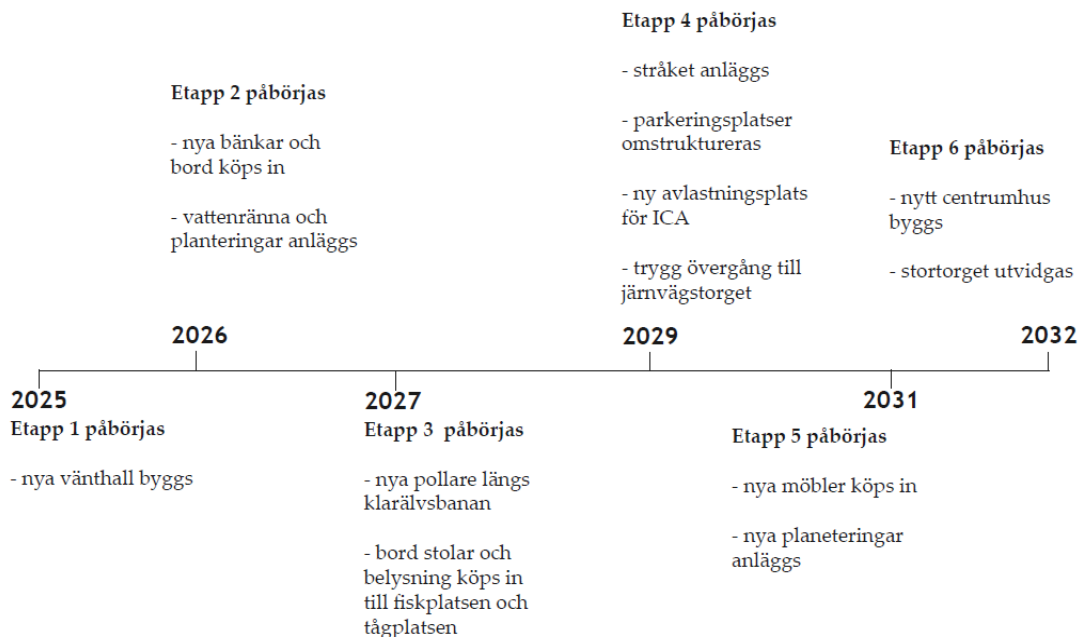 Etapp 4 påbörjas
- stråket anläggs
- parkeringsplatser
omstruktureras
- ny avlastningsplats
för ICA
- trygg övergång till
järnvägstorget
Etapp 2 påbörjas
- nya bänkar och
bord köps in
- vattenränna och
planteringar anläggs
Etapp 6 påbörjas
- nytt centrumhus
byggs
- stortorget utvidgas
2026
2029
2032
2025
Etapp 1 påbörjas
- nya vänthall byggs
2027
Etapp 3 påbörjas
- nya pollare längs
klarälvsbanan
- bord stolar och
belysning köps in
till fiskplatsen och
tågplatsen
2031
Etapp 5 påbörjas
- nya möbler köps in
- nya planeteringar
anläggs